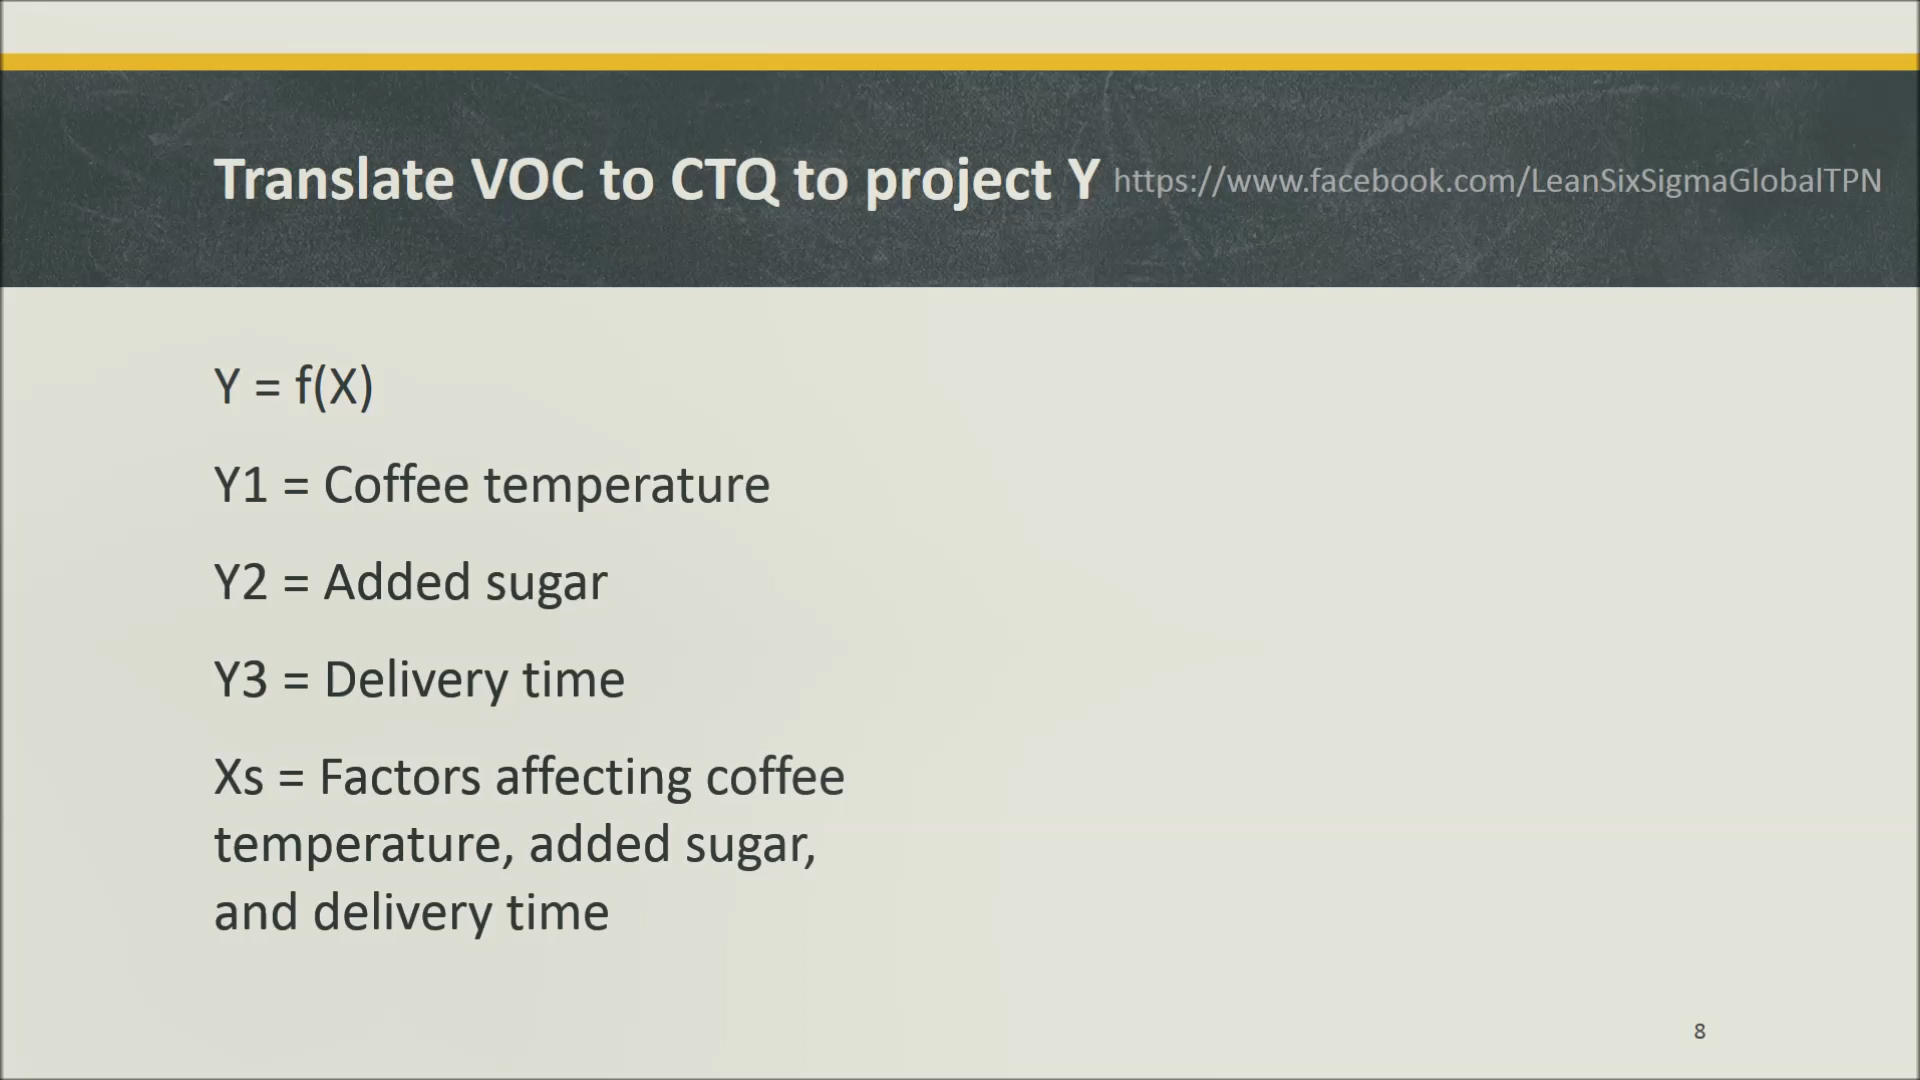 Translate VOC to CTQ to project Y https://www.facebook.com/LeanSixSigmaGlobalTPN
Y = f(X)
Y1 = Coffee temperature
Y2 = Added sugar
Y3 = Delivery time
Xs = Factors affecting coffee
temperature, added sugar,
and delivery time
8